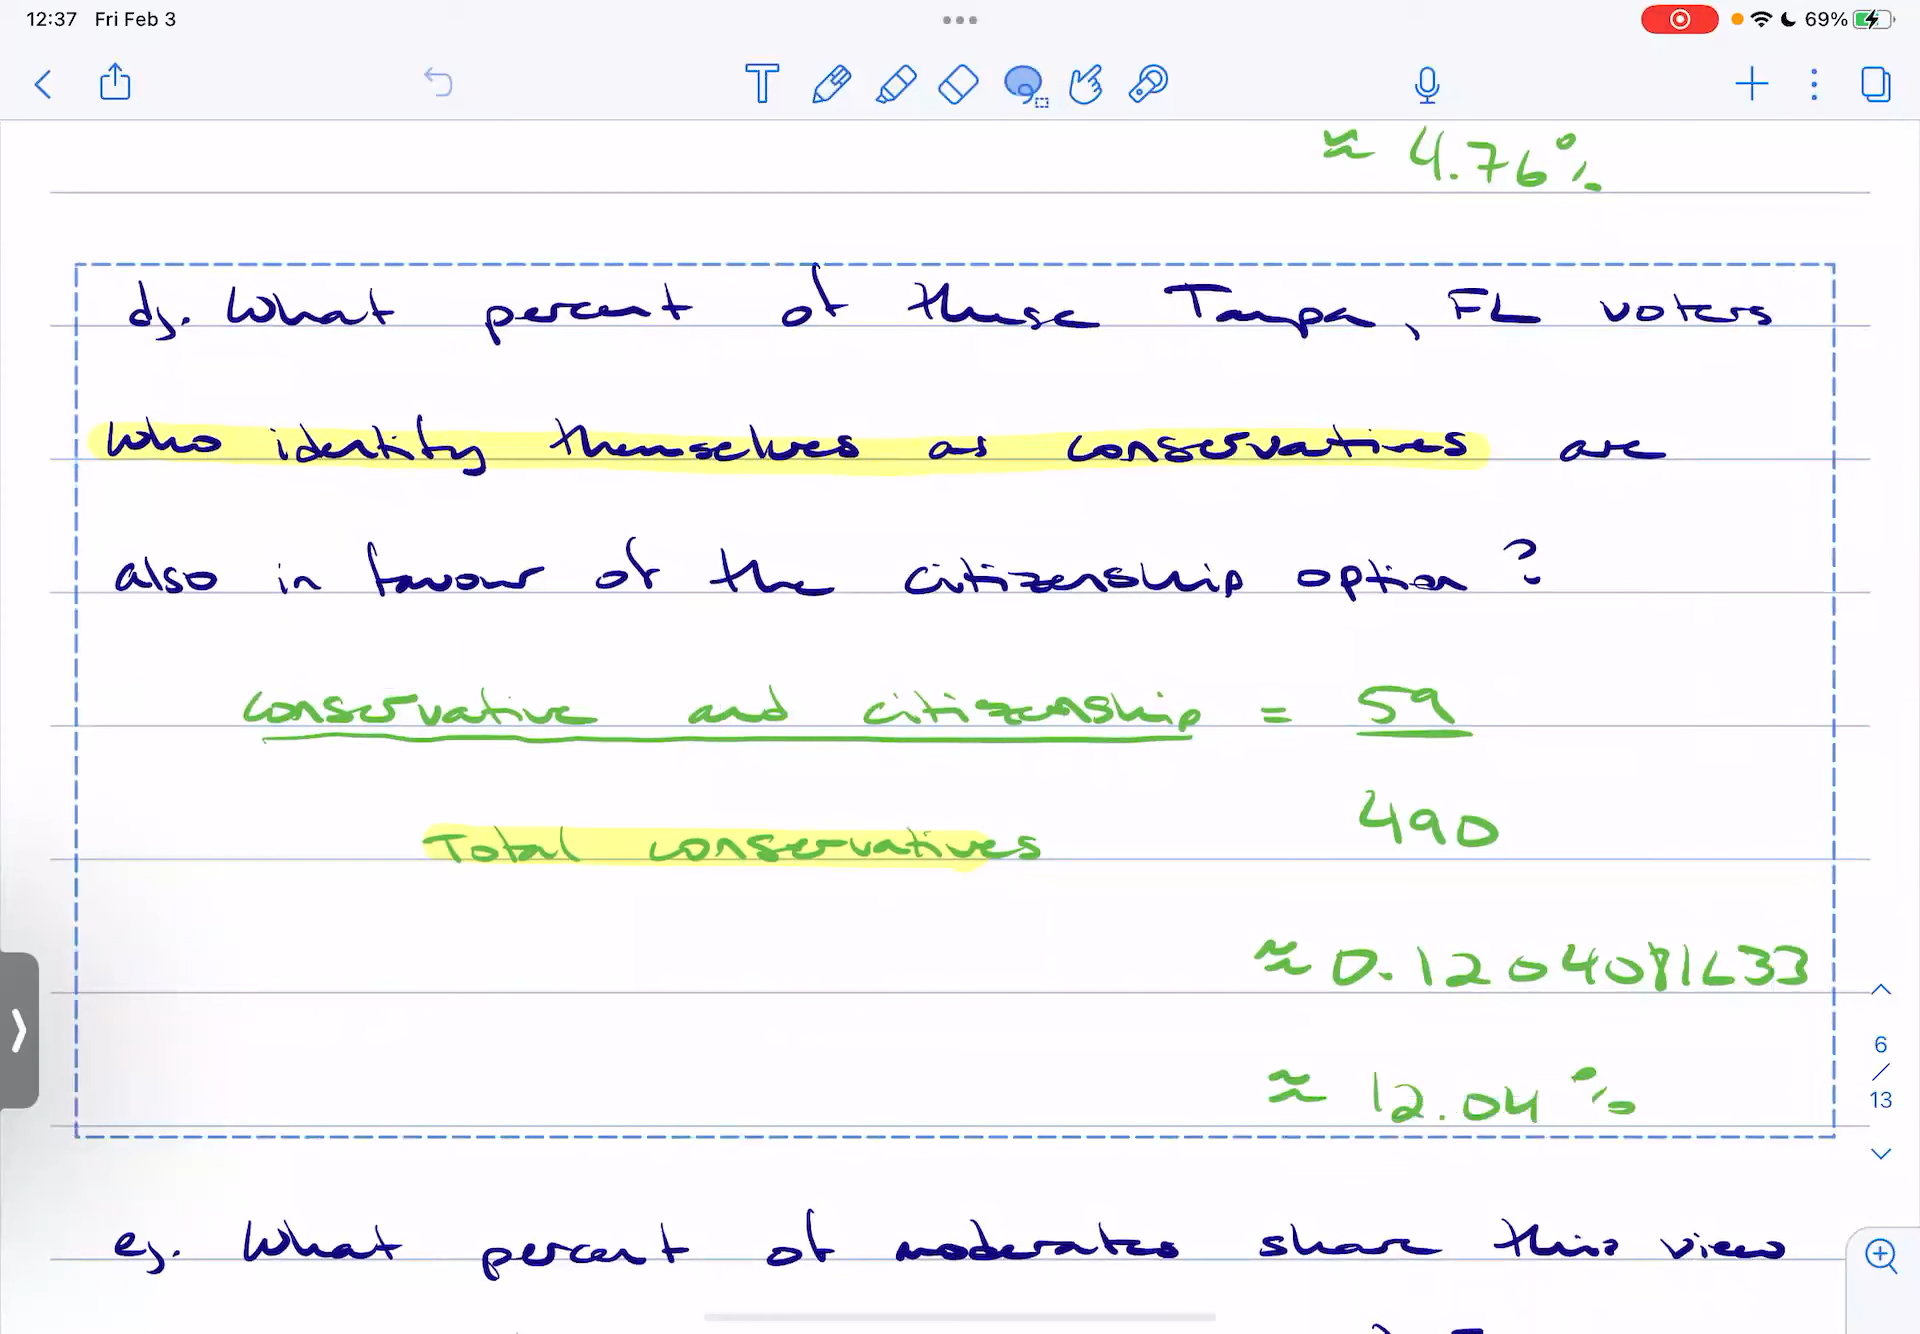 12:37 Fri Feb 3
69%
≈ 4.76%
d). What percent of these Tampa, FL voters
who identify themselves as conservatives are
also in favour of the citizenship option?
conservative and citizenship = 59
Total conservatives 490
≈ 0.1204081633
≈ 12.04%
6
/
13
e). What percent of moderates share this view